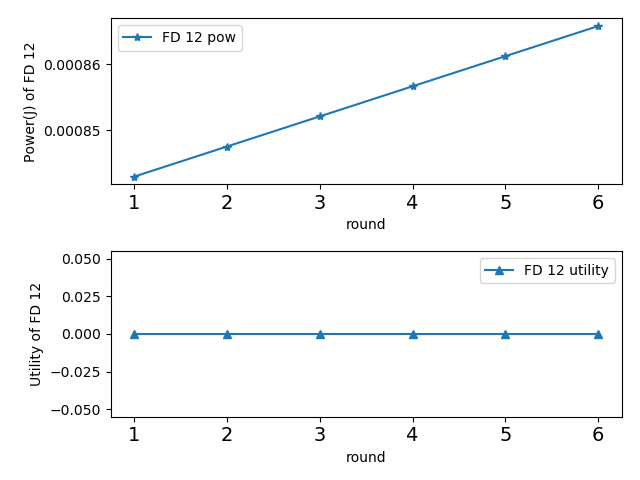 FD 12 pow
Power(J) of FD 12
0.00086
0.00085
1 2 3 4 5 6
round
FD 12 utility
Utility of FD 12
0.050
0.025
0.000
−0.025
−0.050
1 2 3 4 5 6
round